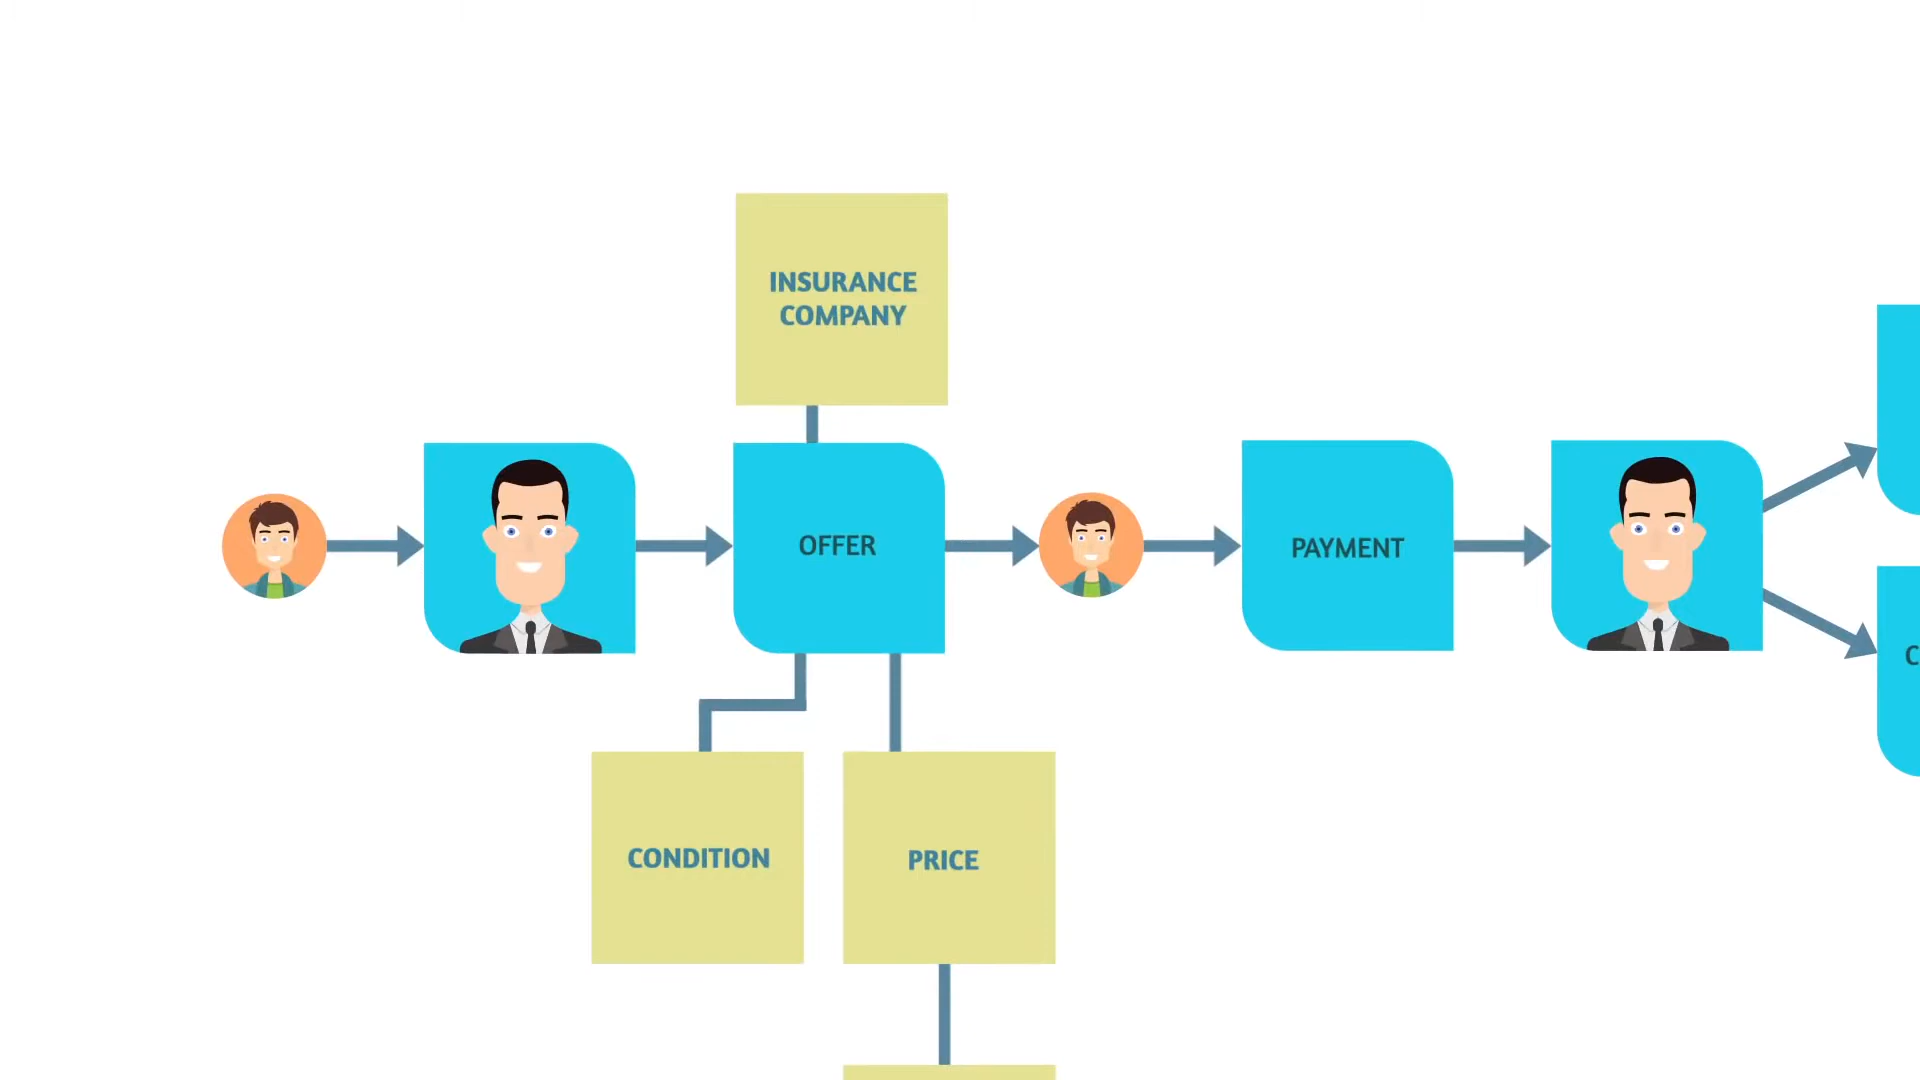 INSURANCE
COMPANY
OFFER
PAYMENT
CONDITION
PRICE